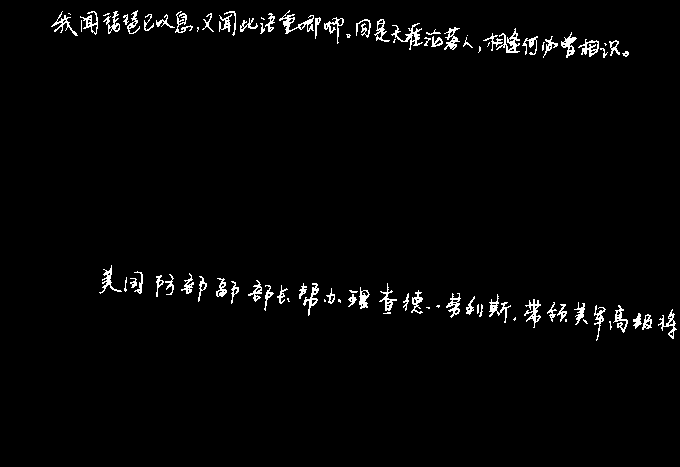 我闻琵琶已叹息,又闻此语重唧唧。同是天涯沦落人,相逢何必曾相识。
美国防部副部长帮办理查德··劳利斯,带领美军高级将